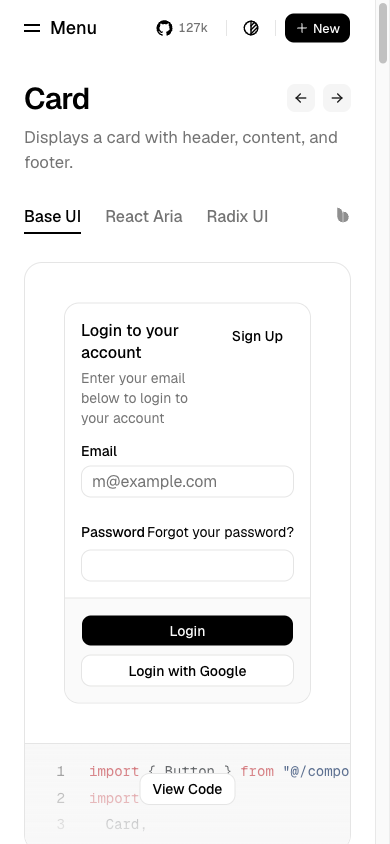 Menu
127k
New
Card
Displays a card with header, content, and
footer.
Base UI
React Aria
Radix UI
Login to your
account
Sign Up
Enter your email
below to login to
your account
Email
m@example.com
Password
Forgot your password?
Login
Login with Google
1 import { Button } from "@/compo
2 import
3 Card,
View Code